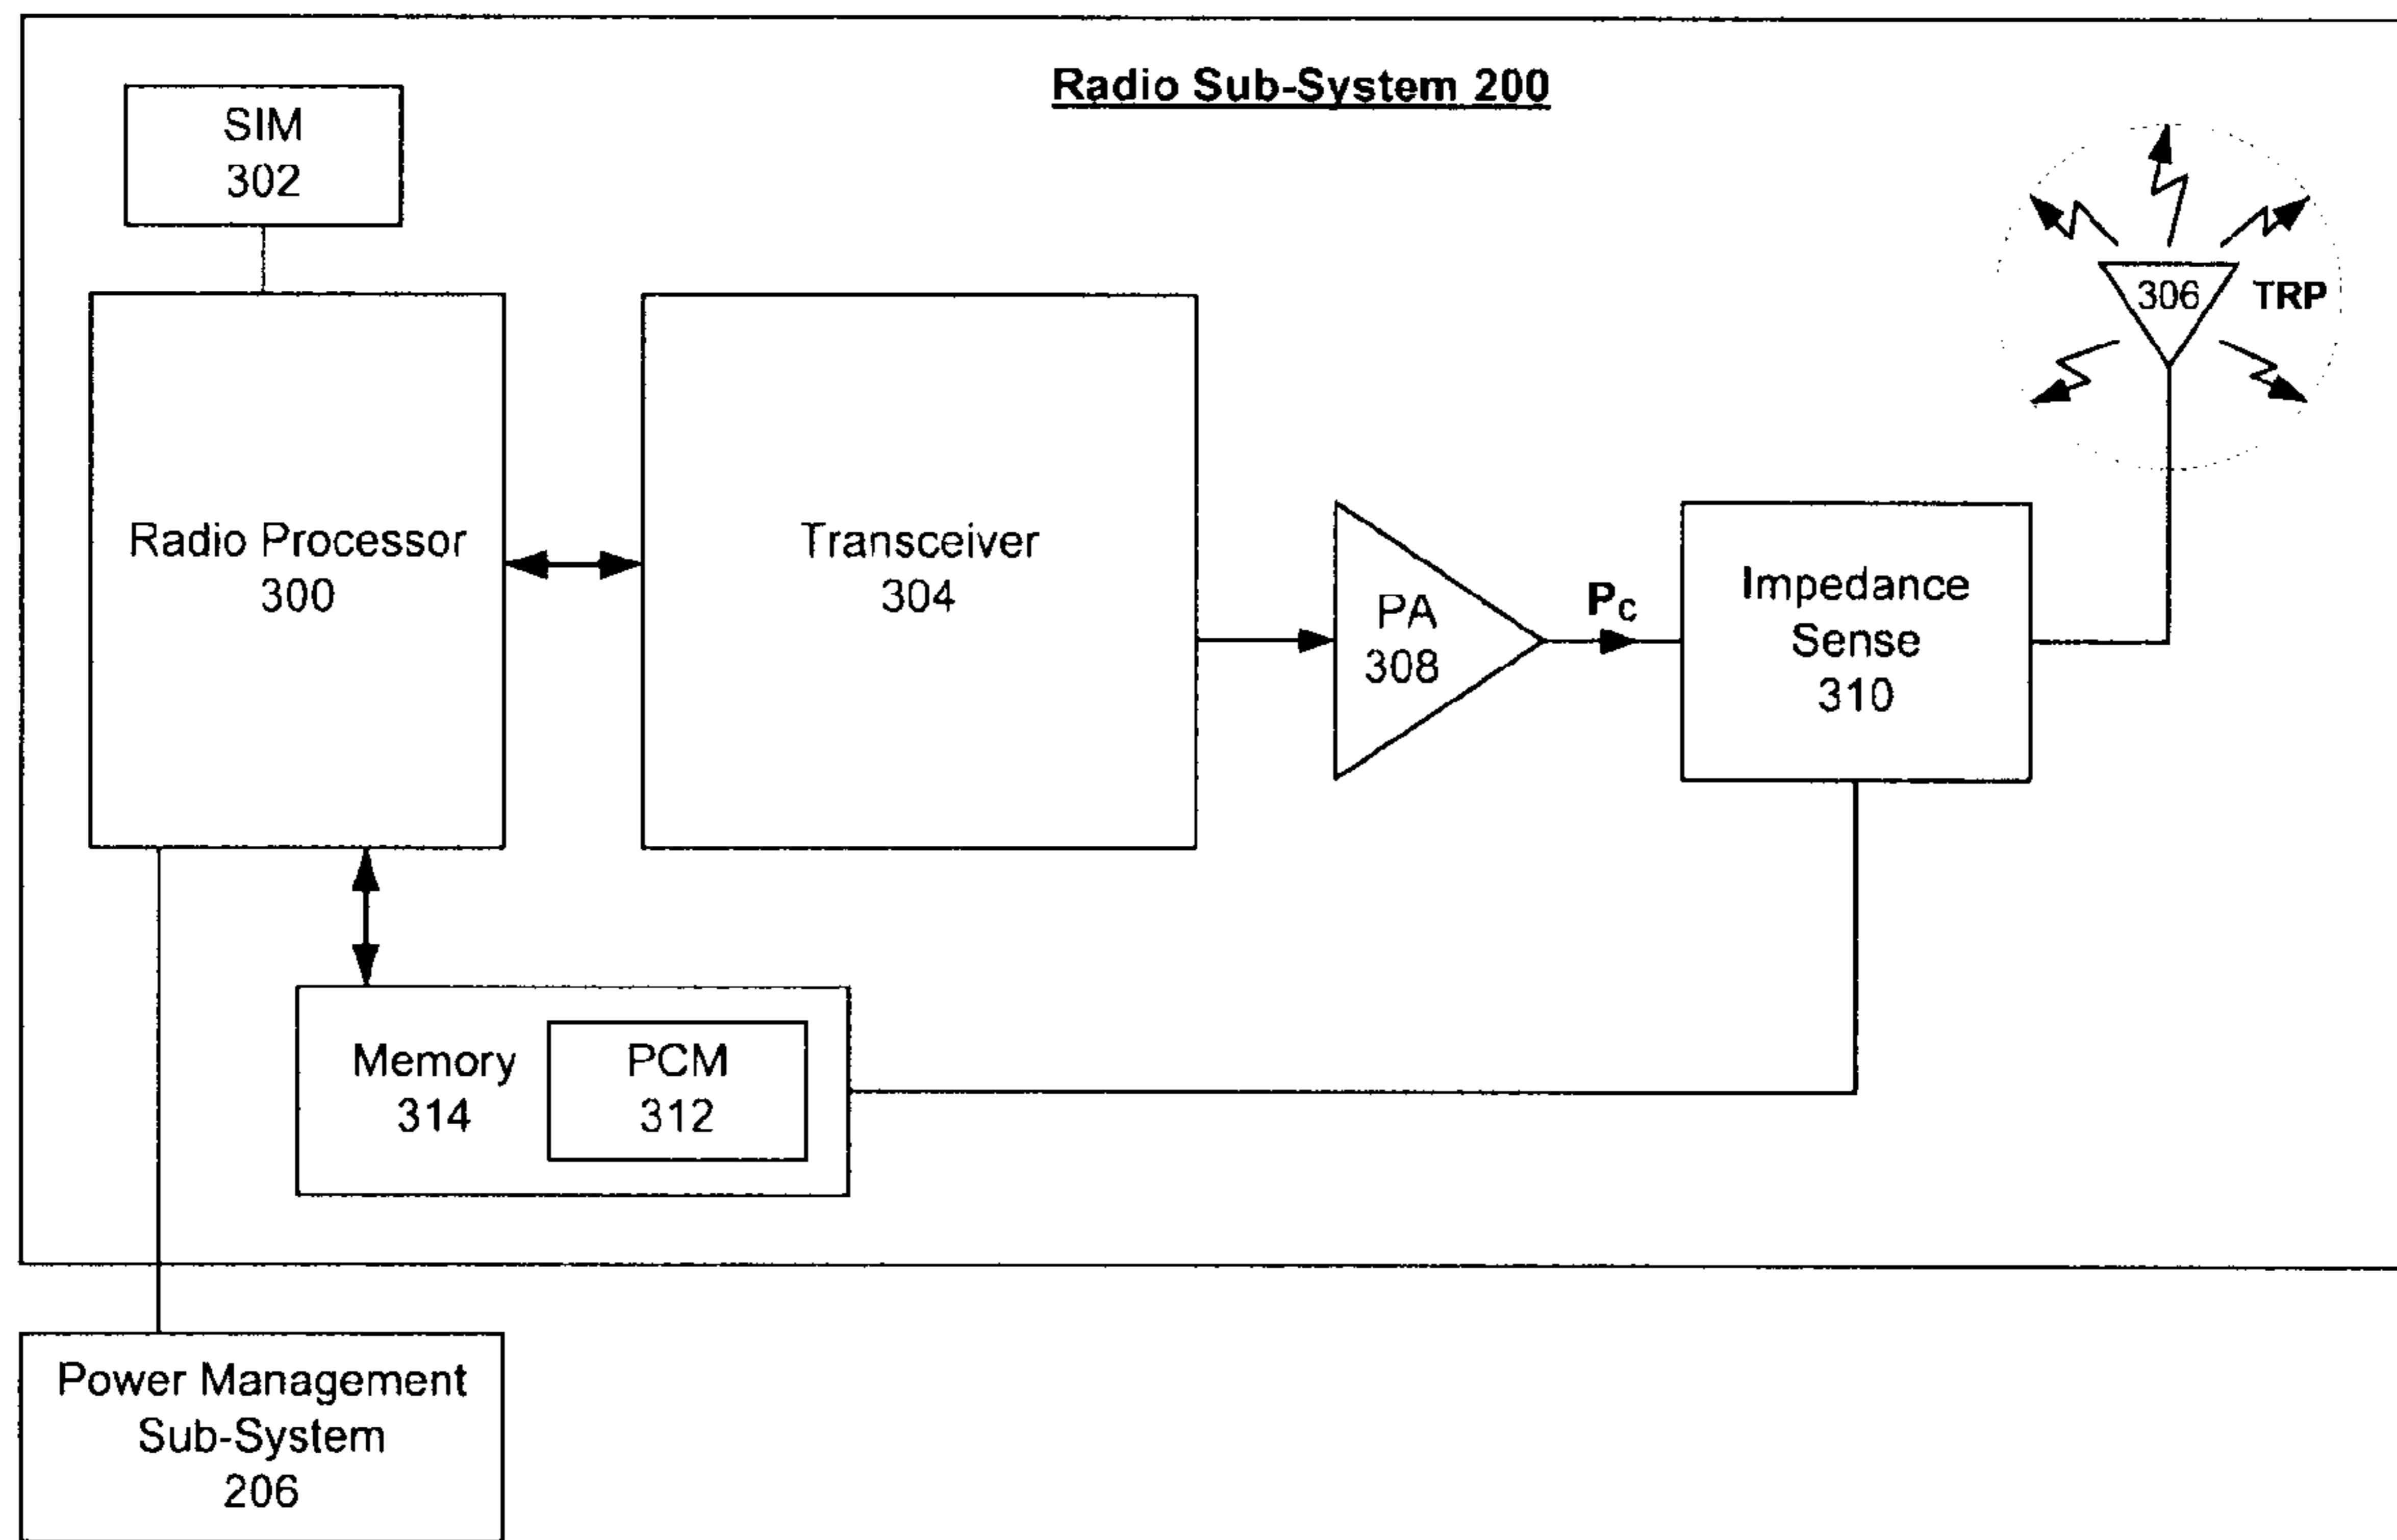 Radio Sub-System 200
SIM
302
306
TRP
Radio Processor
300
Transceiver
304
PA
308
PC
Impedance
Sense
310
Memory
314
PCM
312
Power Management
Sub-System
206